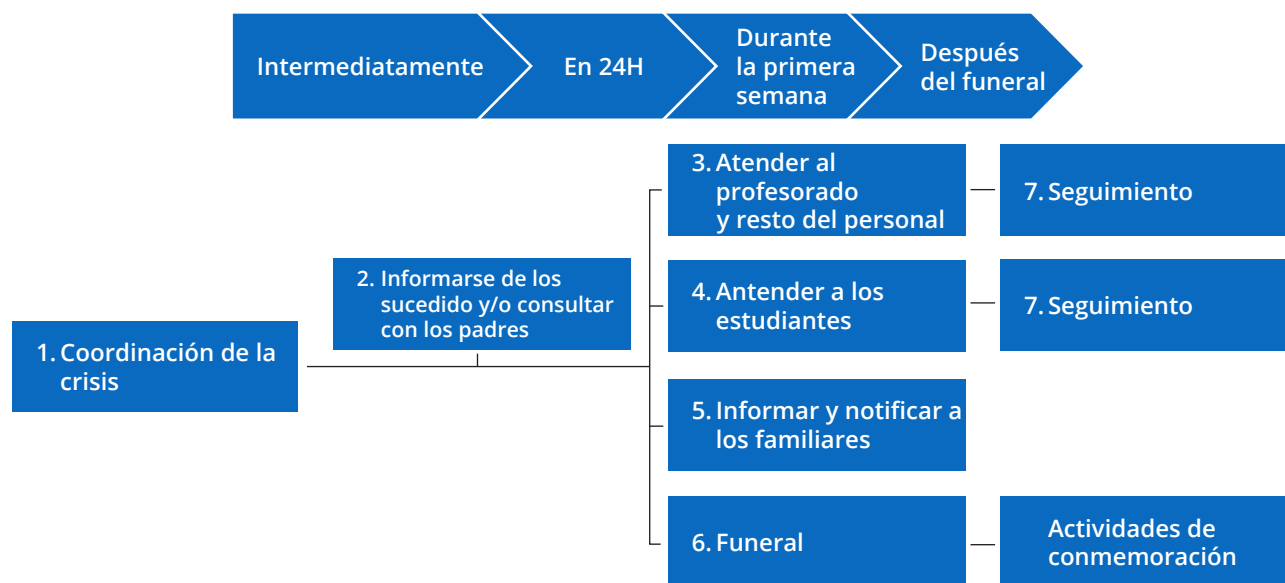 Intermediatamente
En 24H
Durante
la primera
semana
Después
del funeral
1. Coordinación de la
crisis
2. Informarse de los
sucedido y/o consultar
con los padres
3. Atender al
profesorado
y resto del personal
7. Seguimiento
4. Antender a los
estudiantes
7. Seguimiento
5. Informar y notificar a
los familiares
6. Funeral
Actividades de
conmemoración